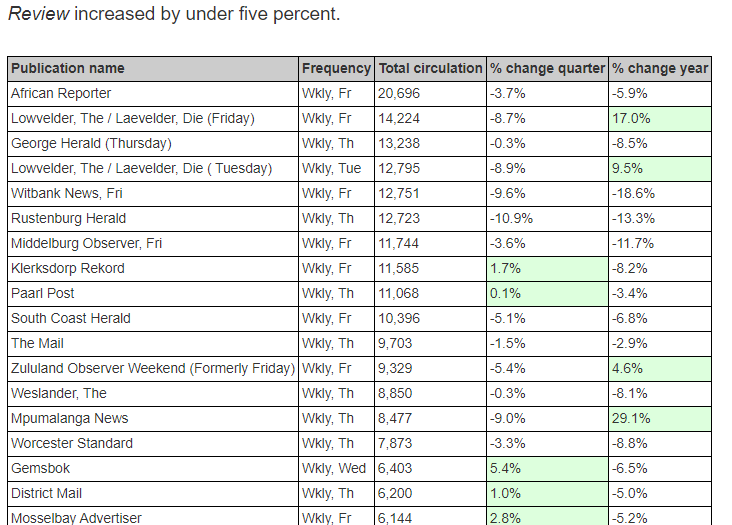 Review increased by under five percent.
Publication name Frequency Total circulation % change quarter % change year
African Reporter Wkly, Fr 20,696 -3.7% -5.9%
Lowvelder, The / Laevelder, Die (Friday) Wkly, Fr 14,224 -8.7% 17.0%
George Herald (Thursday) Wkly, Th 13,238 -0.3% -8.5%
Lowvelder, The / Laevelder, Die ( Tuesday) Wkly, Tue 12,795 -8.9% 9.5%
Witbank News, Fri Wkly, Fr 12,751 -9.6% -18.6%
Rustenburg Herald Wkly, Th 12,723 -10.9% -13.3%
Middelburg Observer, Fri Wkly, Fr 11,744 -3.6% -11.7%
Klerksdorp Rekord Wkly, Fr 11,585 1.7% -8.2%
Paarl Post Wkly, Th 11,068 0.1% -3.4%
South Coast Herald Wkly, Fr 10,396 -5.1% -6.8%
The Mail Wkly, Th 9,703 -1.5% -2.9%
Zululand Observer Weekend (Formerly Friday) Wkly, Fr 9,329 -5.4% 4.6%
Weslander, The Wkly, Th 8,850 -0.3% -8.1%
Mpumalanga News Wkly, Th 8,477 -9.0% 29.1%
Worcester Standard Wkly, Th 7,873 -3.3% -8.8%
Gemsbok Wkly, Wed 6,403 5.4% -6.5%
District Mail Wkly, Th 6,200 1.0% -5.0%
Mosselbay Advertiser Wkly, Fr 6,144 2.8% -5.2%